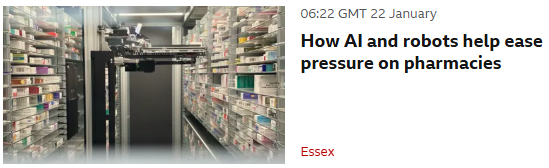 06:22 GMT 22 January
How AI and robots help ease
pressure on pharmacies
Essex